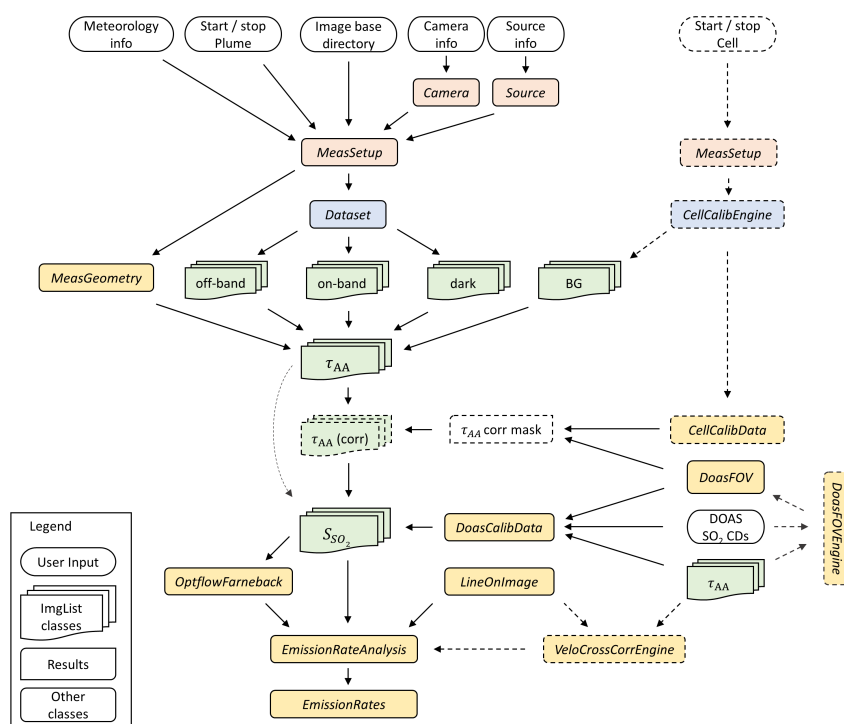 Meteorology
info
Start / stop
Plume
Image base
directory
Camera
info
Source
info
Start / stop
Cell
Camera
Source
MeasSetup
MeasSetup
Dataset
CellCalibEngine
MeasGeometry
off-band
on-band
dark
BG
τAA
τAA (corr)
τAA corr mask
CellCalibData
DoasFOV
DoasFOVEngine
SSO2
DoasCalibData
DOAS
SO2 CDs
τAA
OptflowFarneback
LineOnImage
EmissionRateAnalysis
VeloCrossCorrEngine
EmissionRates
Legend
User Input
ImgList
classes
Results
Other
classes